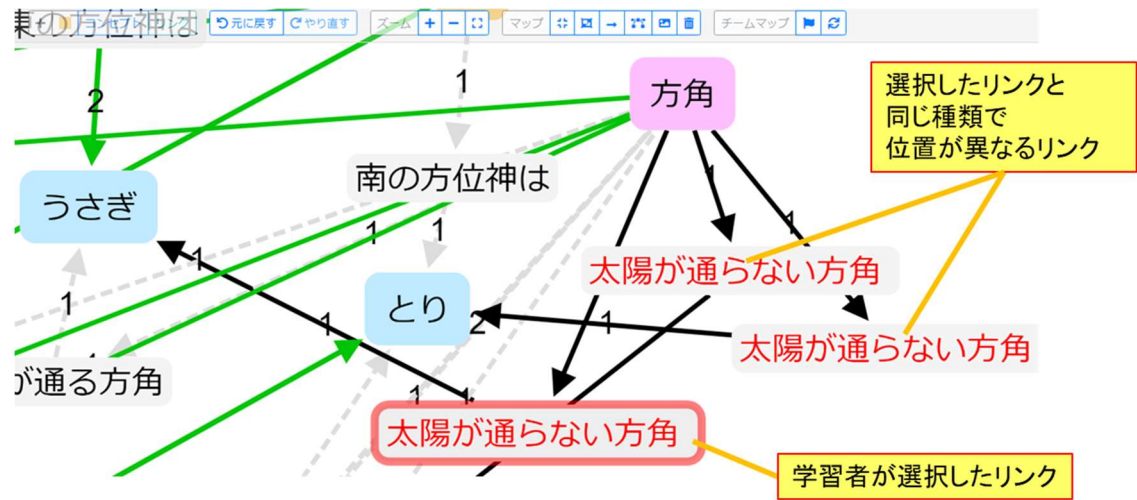 元に戻す やり直す ズーム マップ チームマップ
東の方位神は
1
方角
選択したリンクと
同じ種類で
位置が異なるリンク
2
南の方位神は
1
うさぎ
1
1
1
1
1
太陽が通らない方角
1
とり
2
1
1
太陽が通らない方角
が通る方角
1
1
太陽が通らない方角
学習者が選択したリンク